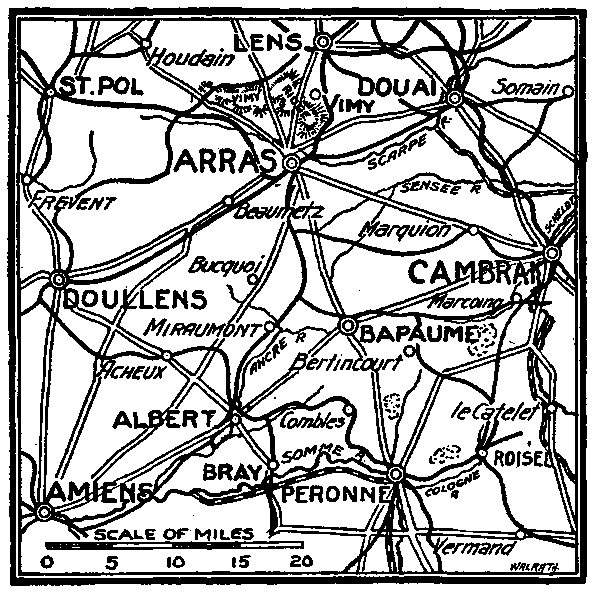 LENS
Houdain
ST. POL
DOUAI
Somain
VIMY
VIMY
ARRAS
SCARPE R.
SENSÉE R
FREVENT
Beaumetz
SCHELDT
Marquion
Bucquoi
CAMBRAI
DOULLENS
Marcoing
MIRAUMONT
BAPAUME
ANCRE R
Bertincourt
ACHEUX
ALBERT
Combles
le Catelet
SOMME R.
ROISEL
BRAY
AMIENS
PERONNE
COLOGNE R
SCALE OF MILES
Vermand
0 5 10 15 20
WALRATH